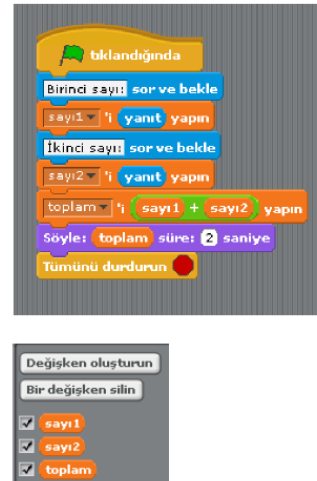 tıklandığında
Birinci sayı: sor ve bekle
sayı1 'i yanıt yapın
İkinci sayı: sor ve bekle
sayı2 'i yanıt yapın
toplam 'i sayı1 + sayı2 yapın
Söyle: toplam süre: 2 saniye
Tümünü durdurun
Değişken oluşturun
Bir değişken silin
sayı1
sayı2
toplam